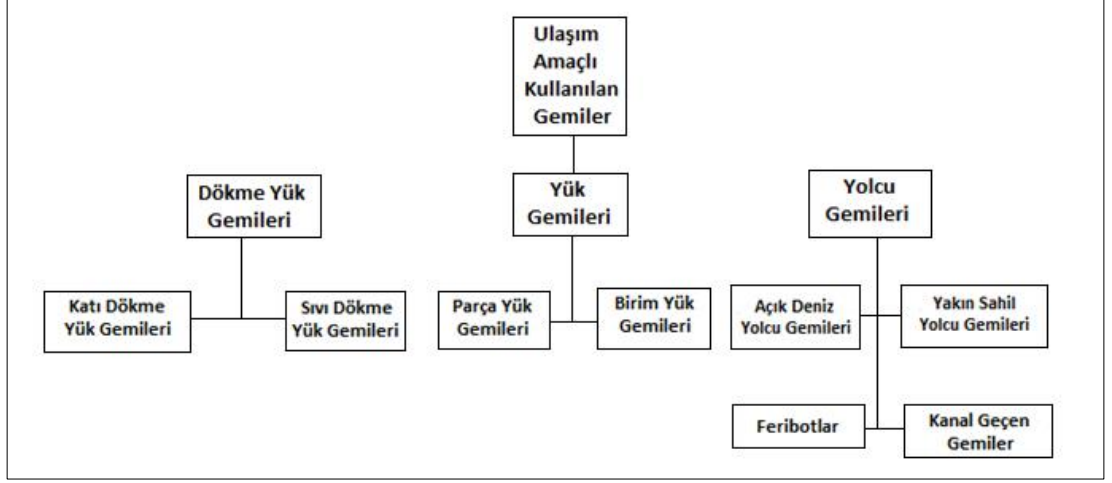 Ulaşım
Amaçlı
Kullanılan
Gemiler
Dökme Yük
Gemileri
Yük
Gemileri
Yolcu
Gemileri
Katı Dökme
Yük Gemileri
Sıvı Dökme
Yük Gemileri
Parça Yük
Gemileri
Birim Yük
Gemileri
Açık Deniz
Yolcu Gemileri
Yakın Sahil
Yolcu Gemileri
Feribotlar
Kanal Geçen
Gemiler